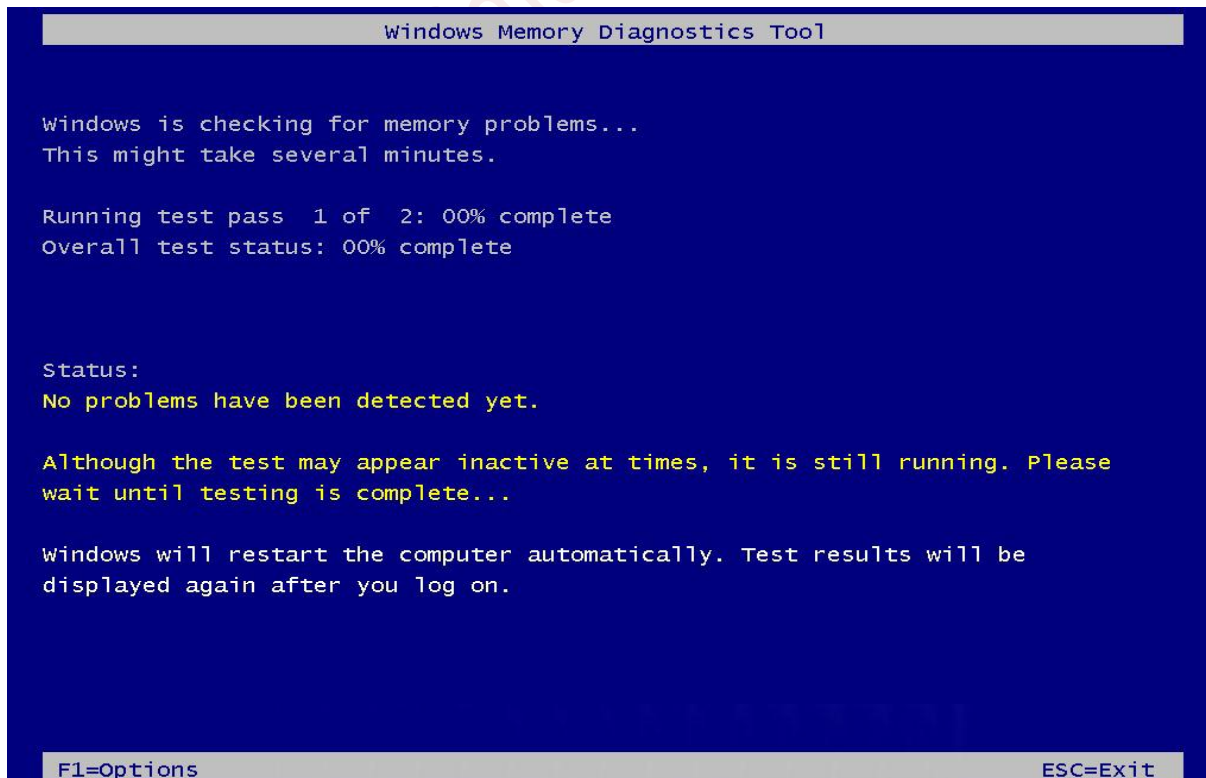 Windows Memory Diagnostics Tool
Windows is checking for memory problems...
This might take several minutes.
Running test pass  1 of  2: 00% complete
Overall test status: 00% complete
Status:
No problems have been detected yet.
Although the test may appear inactive at times, it is still running. Please
wait until testing is complete...
Windows will restart the computer automatically. Test results will be
displayed again after you log on.
F1=Options ESC=Exit